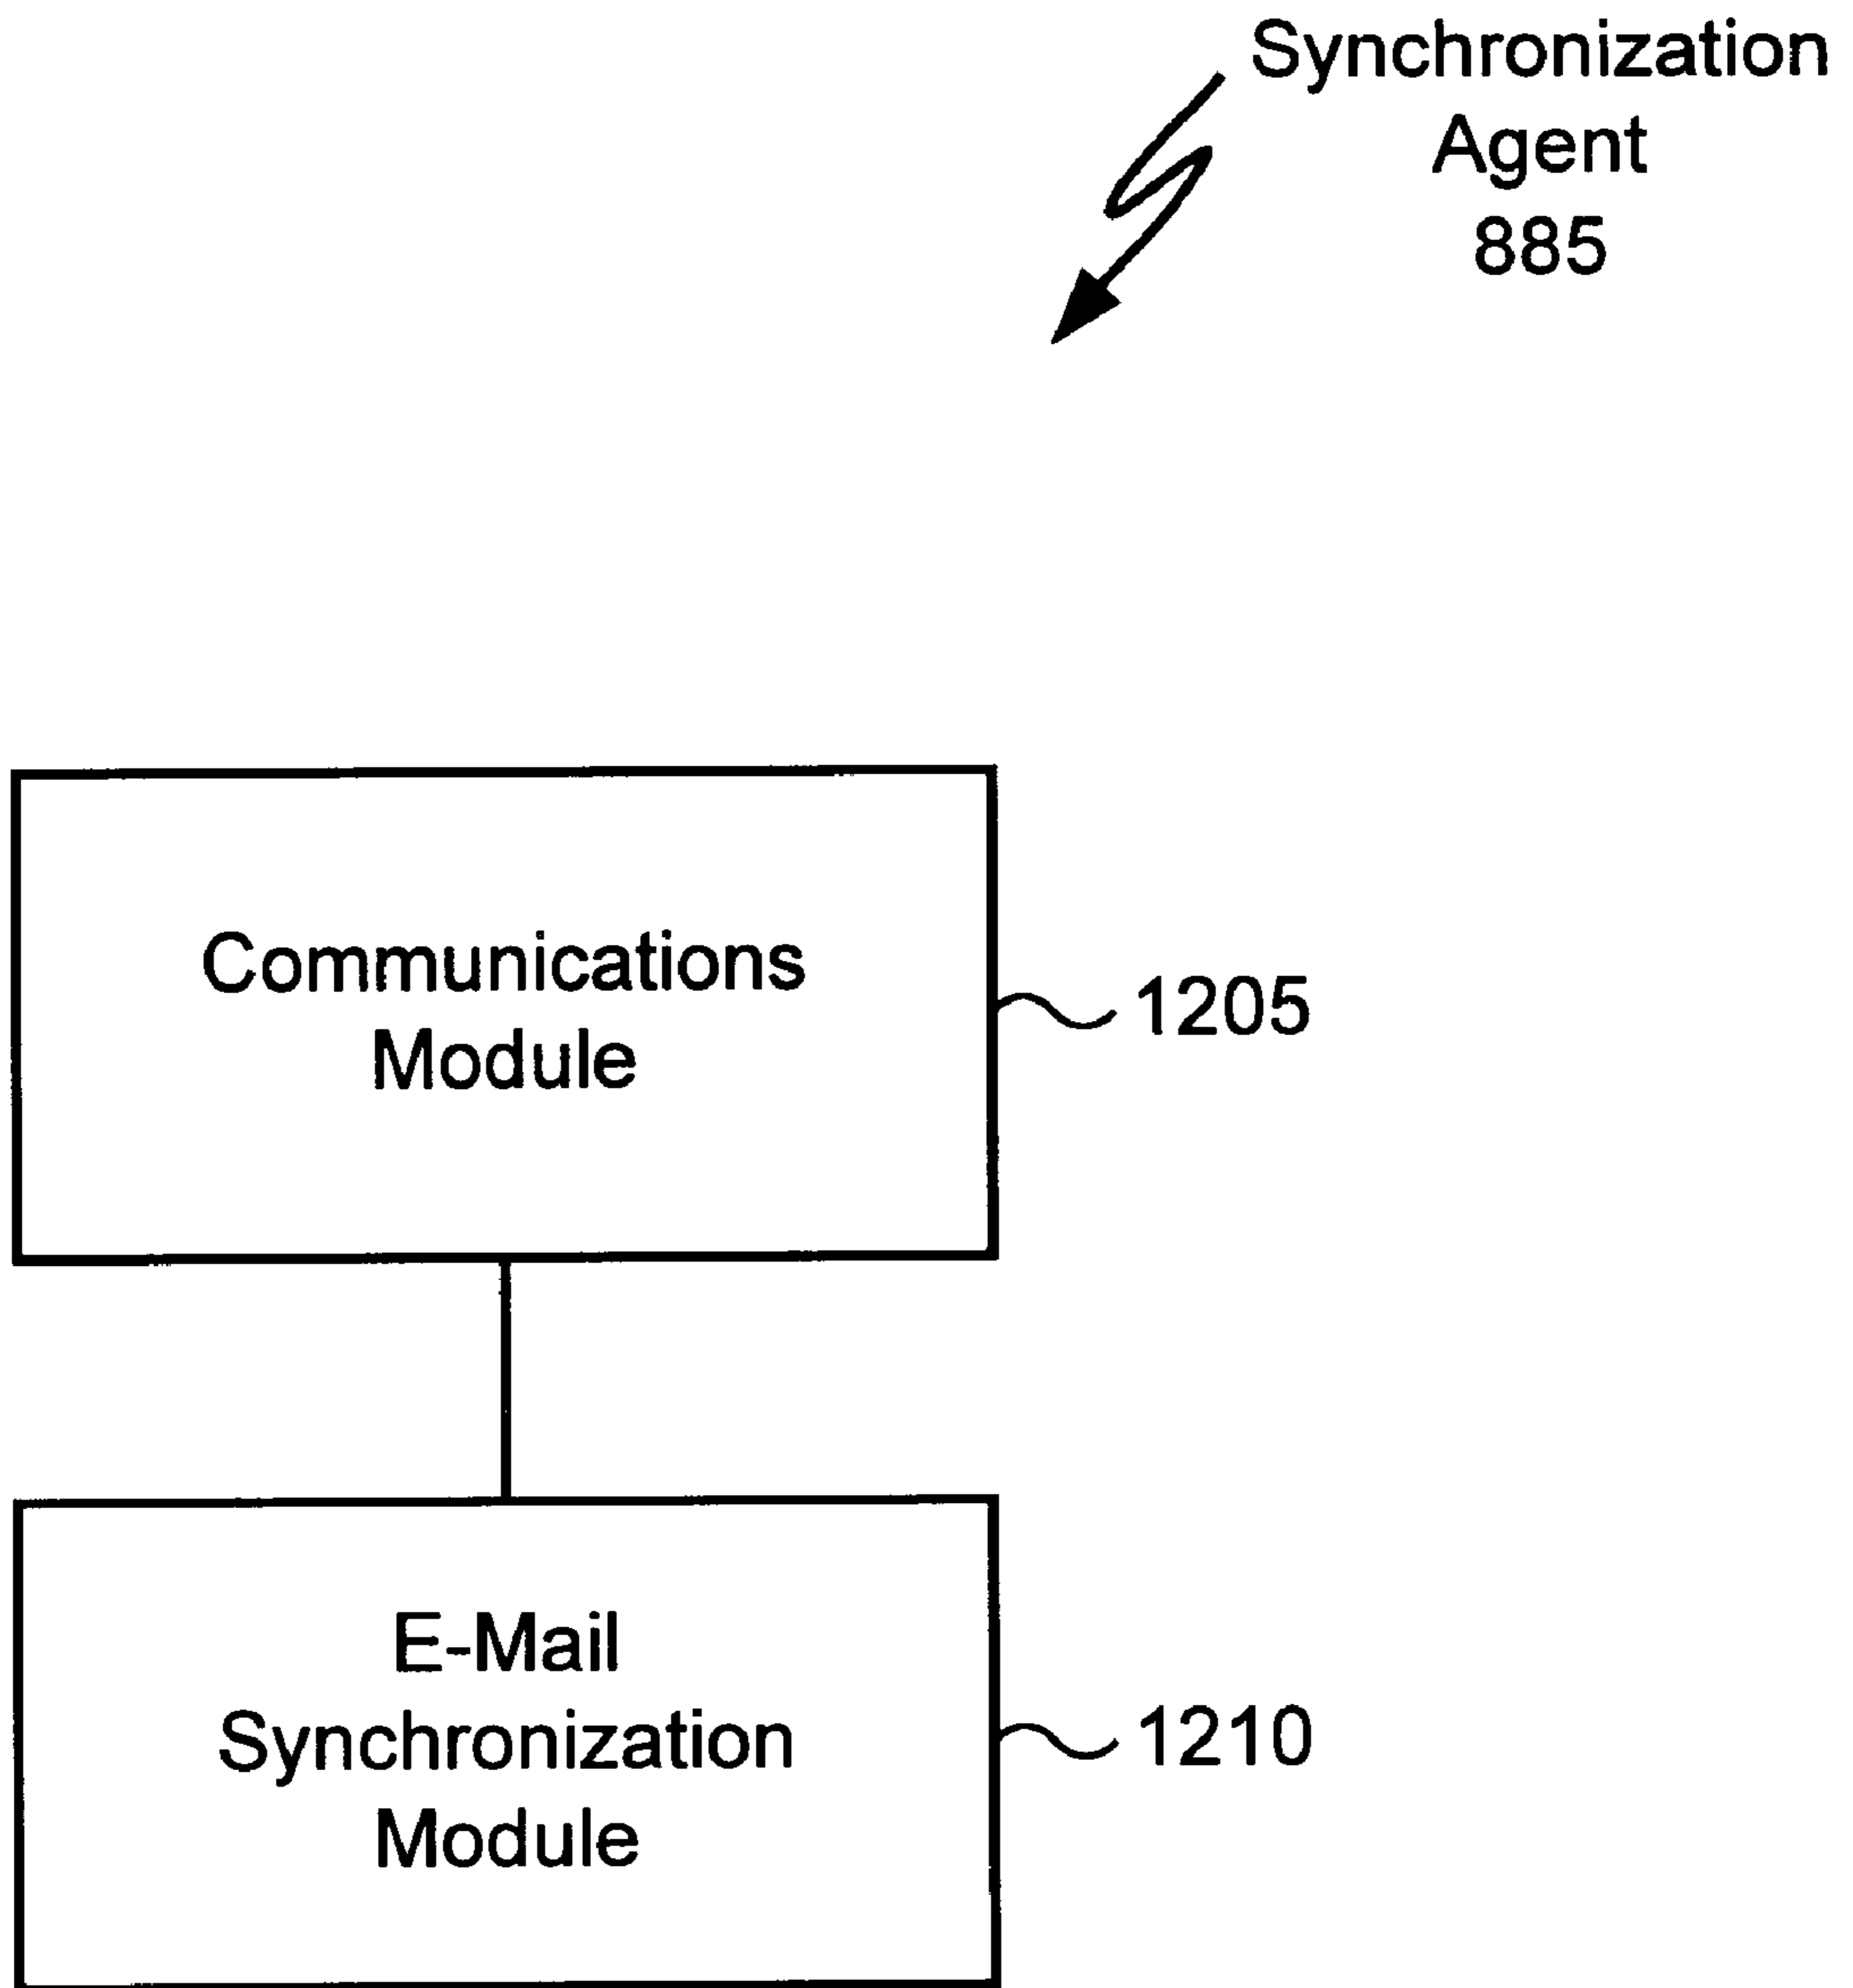 Synchronization
Agent
885
Communications
Module
1205
E-Mail
Synchronization
Module
1210